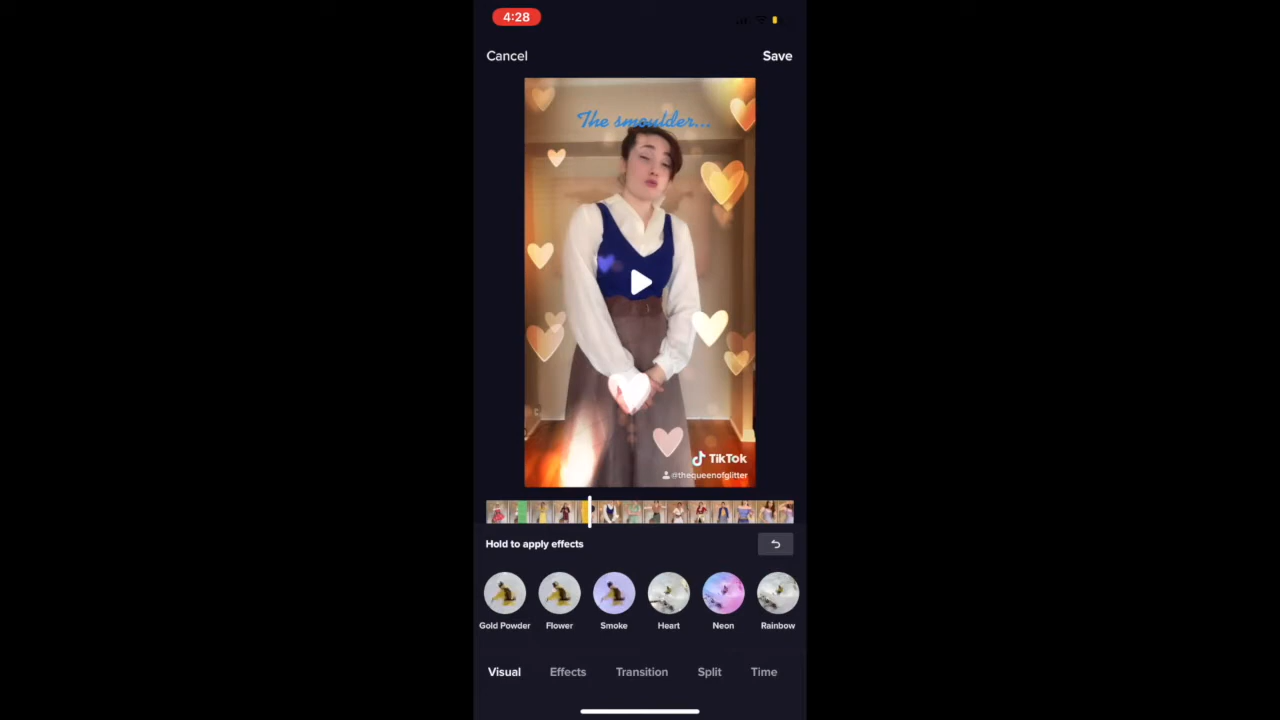 4:28
Cancel
Save
The smoulder...
TikTok
@thequeenofglitter
Hold to apply effects
Gold Powder
Flower
Smoke
Heart
Neon
Rainbow
Visual
Effects
Transition
Split
Time